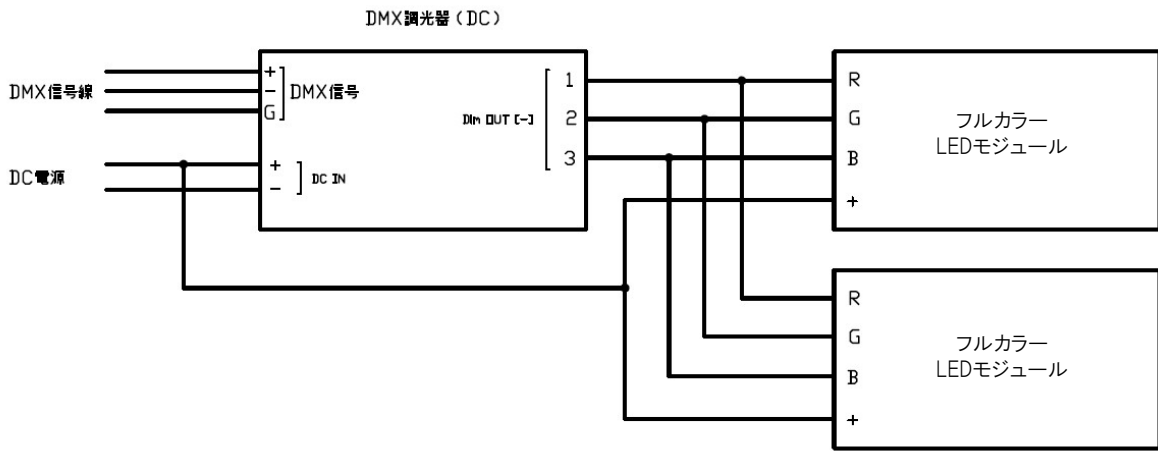 DMX調光器(DC)
DMX信号線
+
-
G
DMX信号
DC電源
+
-
DC IN
Dim OUT [-]
1
2
3
R
G
B
+
フルカラー
LEDモジュール
R
G
B
+
フルカラー
LEDモジュール